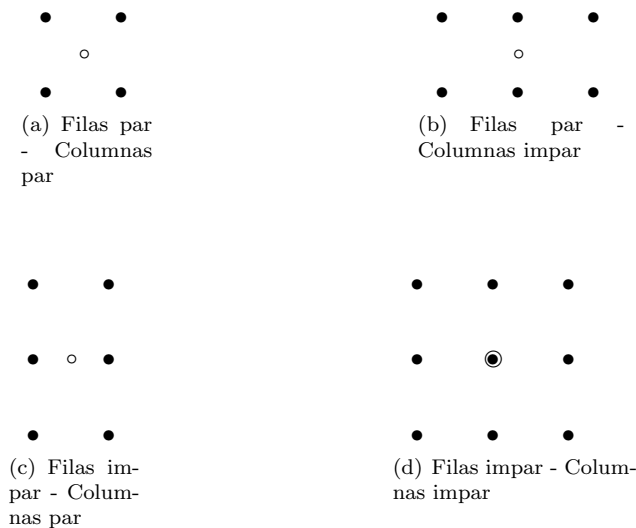 (a) Filas par
- Columnas
par
(b) Filas par -
Columnas impar
(c) Filas im-
par - Colum-
nas par
(d) Filas impar - Colum-
nas impar